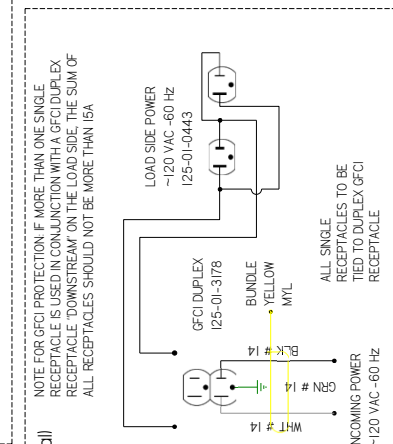 NOTE FOR GFCI PROTECTION: IF MORE THAN ONE SINGLE
RECEPTACLE IS USED IN CONJUNCTION WITH A GFCI DUPLEX
RECEPTACLE "DOWNSTREAM" ON THE LOAD SIDE, THE SUM OF
ALL RECEPTACLES SHOULD NOT BE MORE THAN 15A
LOAD SIDE POWER
~120 VAC -60 Hz
125-01-0443
GFCI DUPLEX
125-01-3178
BUNDLE
YELLOW
MYL
ALL SINGLE
RECEPTACLES TO BE
TIED TO DUPLEX GFCI
RECEPTACLE
BLK # 14
GRN # 14
WHT # 14
INCOMING POWER
~120 VAC -60 Hz